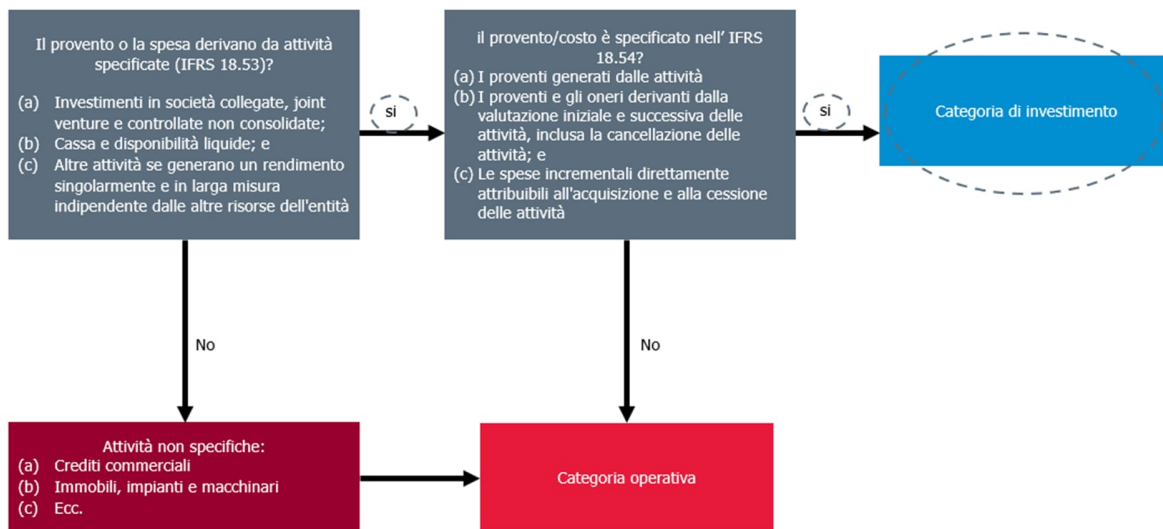 Il provento o la spesa derivano da attività
specificate (IFRS 18.53)?
(a) Investimenti in società collegate, joint
venture e controllate non consolidate;
(b) Cassa e disponibilità liquide; e
(c) Altre attività se generano un rendimento
singolarmente e in larga misura
indipendente dalle altre risorse dell'entità
si
il provento/costo è specificato nell' IFRS
18.54?
(a) I proventi generati dalle attività
(b) I proventi e gli oneri derivanti dalla
valutazione iniziale e successiva delle
attività, inclusa la cancellazione delle
attività; e
(c) Le spese incrementali direttamente
attribuibili all'acquisizione e alla cessione
delle attività
si
Categoria di investimento
No
No
Attività non specifiche:
(a) Crediti commerciali
(b) Immobili, impianti e macchinari
(c) Ecc.
Categoria operativa